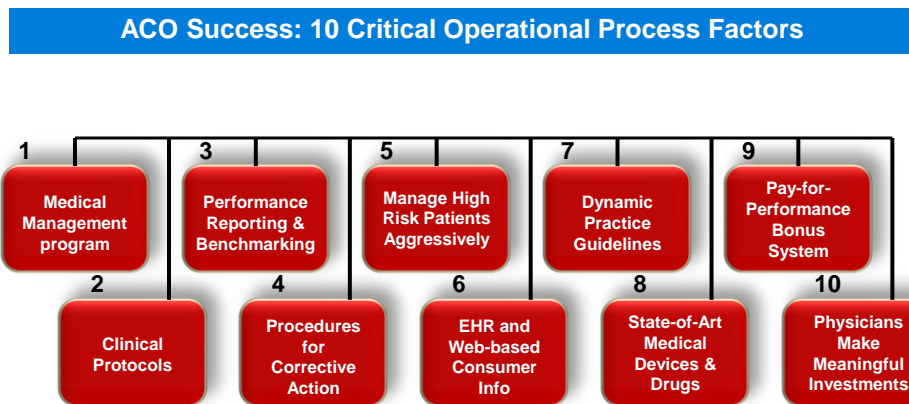 ACO Success: 10 Critical Operational Process Factors
1
Medical
Management
program
2
Clinical
Protocols
3
Performance
Reporting &
Benchmarking
4
Procedures
for
Corrective
Action
5
Manage High
Risk Patients
Aggressively
6
EHR and
Web-based
Consumer
Info
7
Dynamic
Practice
Guidelines
8
State-of-Art
Medical
Devices &
Drugs
9
Pay-for-
Performance
Bonus
System
10
Physicians
Make
Meaningful
Investments